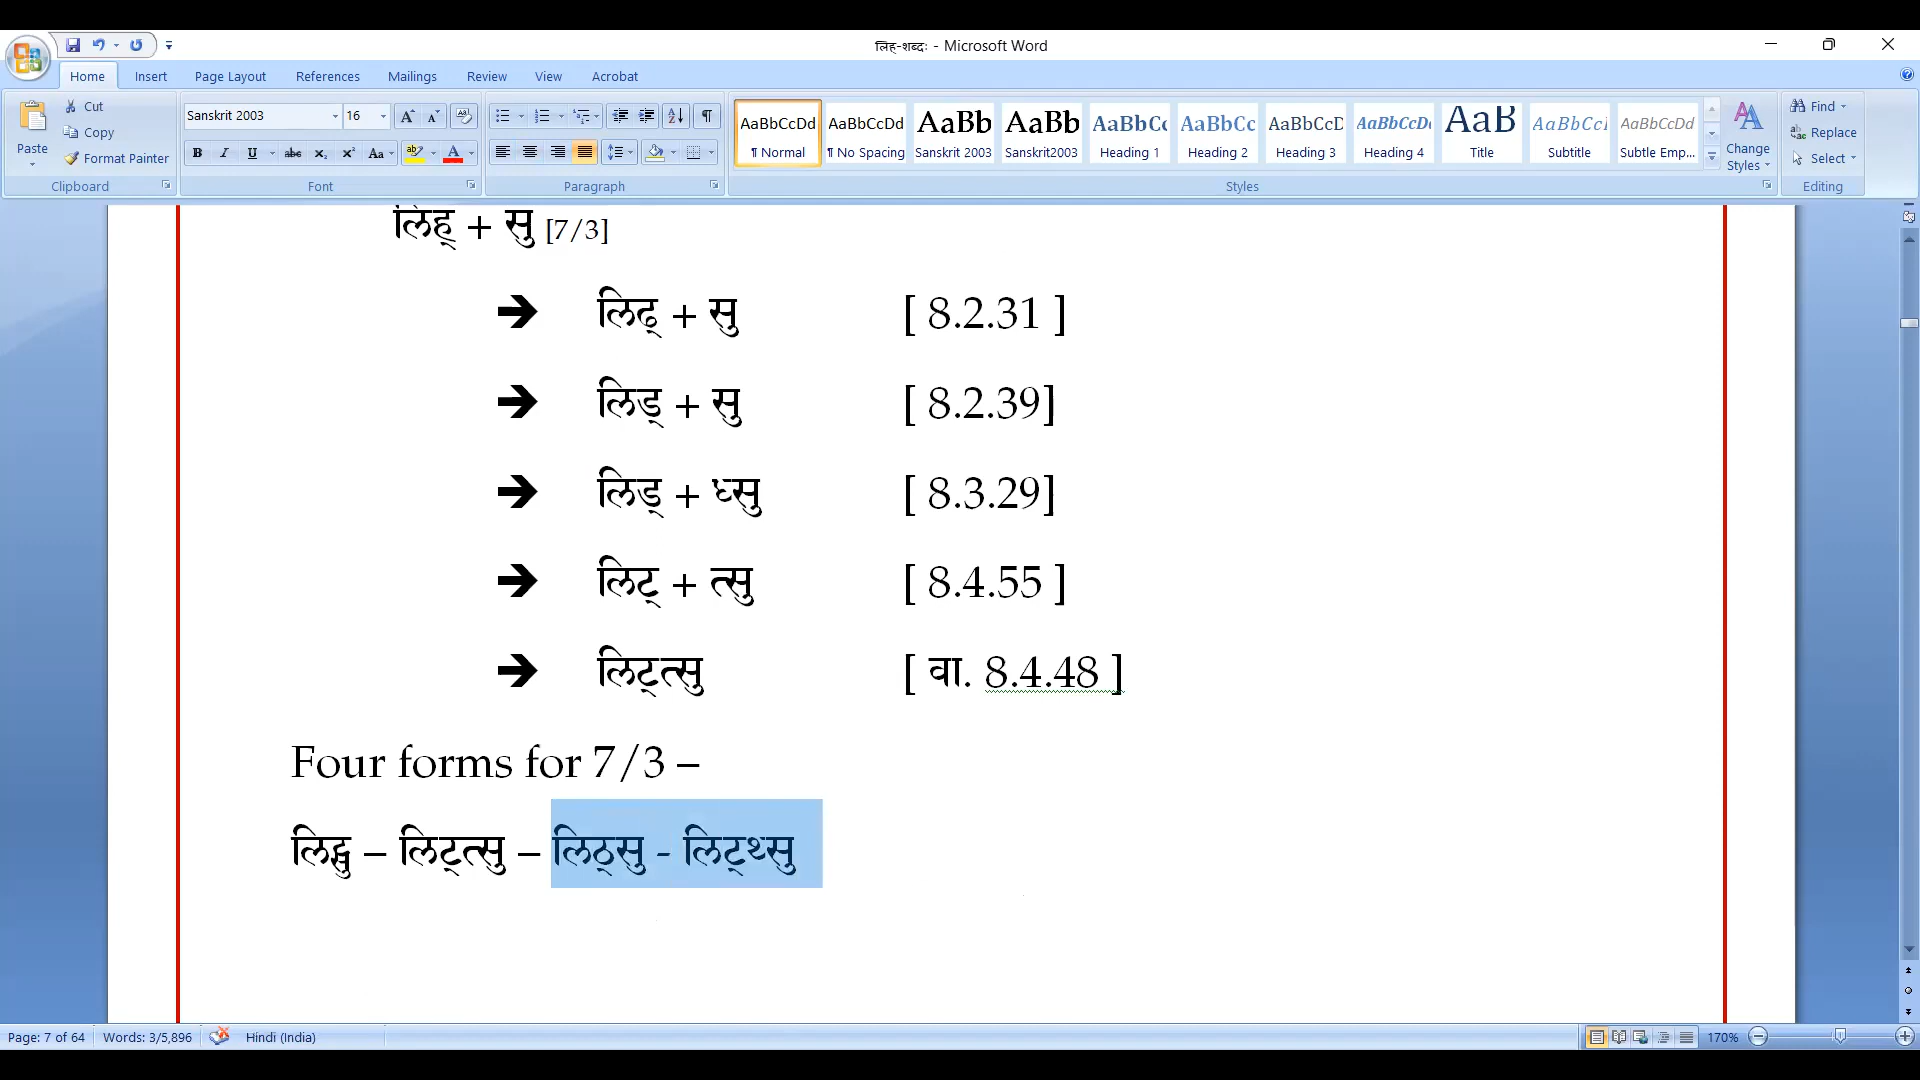 लिह्-शब्दः - Microsoft Word
Home Insert Page Layout References Mailings Review View Acrobat
Paste Cut Copy Format Painter
Clipboard
Sanskrit 2003 16
Font
Paragraph
AaBbCcDd AaBbCcDd AaBb AaBb AaBbCc AaBbCc AaBbCcD AaBbCcDd AaB AaBbCcI AaBbCcDd
¶ Normal ¶ No Spacing Sanskrit 2003 Sanskrit2003 Heading 1 Heading 2 Heading 3 Heading 4 Title Subtitle Subtle Emp...
Change Styles
Styles
Find Replace Select
Editing
लिह् + सु [7/3]
➔ लिढ् + सु [ 8.2.31 ]
➔ लिड् + सु [ 8.2.39]
➔ लिड् + ध्सु [ 8.3.29]
➔ लिट् + त्सु [ 8.4.55 ]
➔ लिट्त्सु [ वा. 8.4.48 ]
Four forms for 7/3 –
लिट्सु – लिट्त्सु – लिठ्सु - लिट्थ्सु
Page: 7 of 64 Words: 3/5,896 Hindi (India) 170%